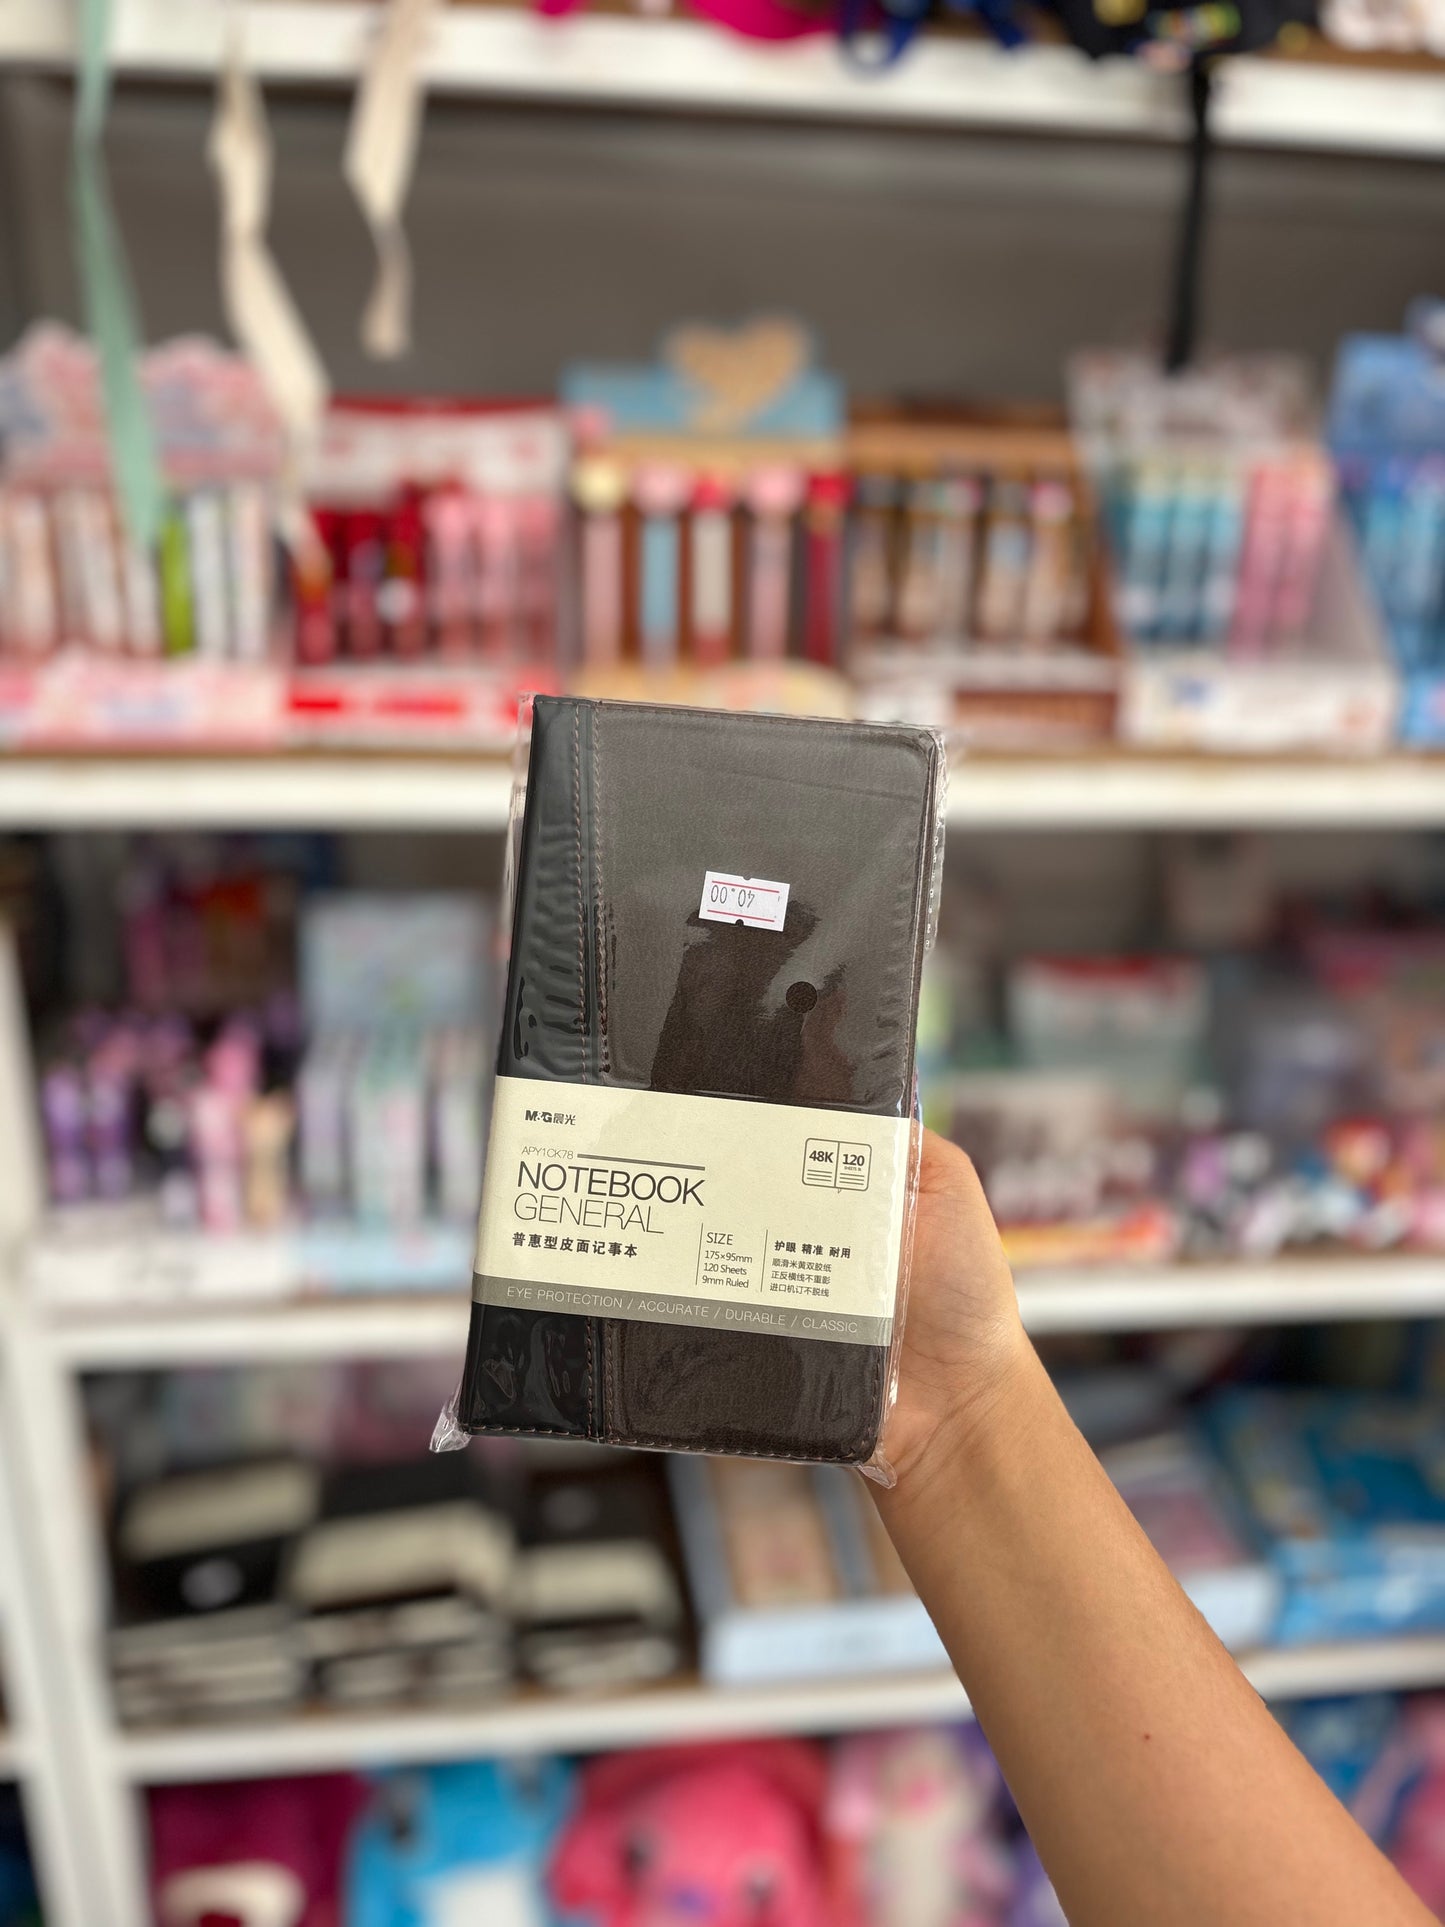 40.00
M&G晨光
APY1CK78
NOTEBOOK
GENERAL
普惠型皮面记事本
48K
120
SHEETS
SIZE
175×95mm
120 Sheets
9mm Ruled
护眼 精准 耐用
顺滑米黄双胶纸
正反横线不重影
进口机订不脱线
EYE PROTECTION / ACCURATE / DURABLE / CLASSIC